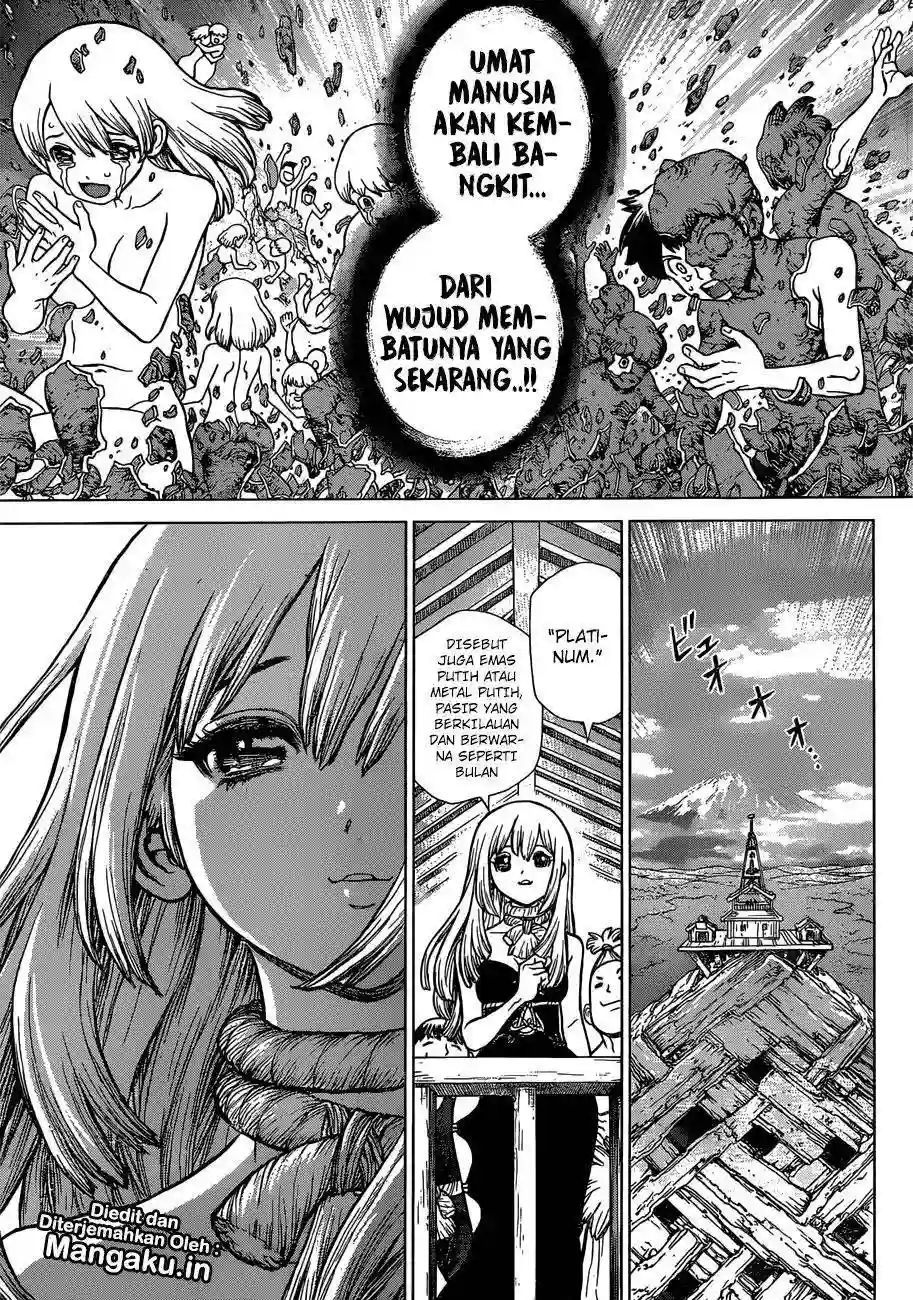 UMAT
MANUSIA
AKAN KEM-
BALI BA-
NGKIT...
DARI
WUJUD MEM-
BATUNYA YANG
SEKARANG..!!
ビュオ
オ
オ...
"PLATI-
NUM."
DISEBUT
JUGA EMAS
PUTIH ATAU
METAL PUTIH,
PASIR YANG
BERKILAUAN
DAN BERWAR-
NA SEPERTI
BULAN
Diedit dan
Diterjemahkan Oleh :
Mangaku.in